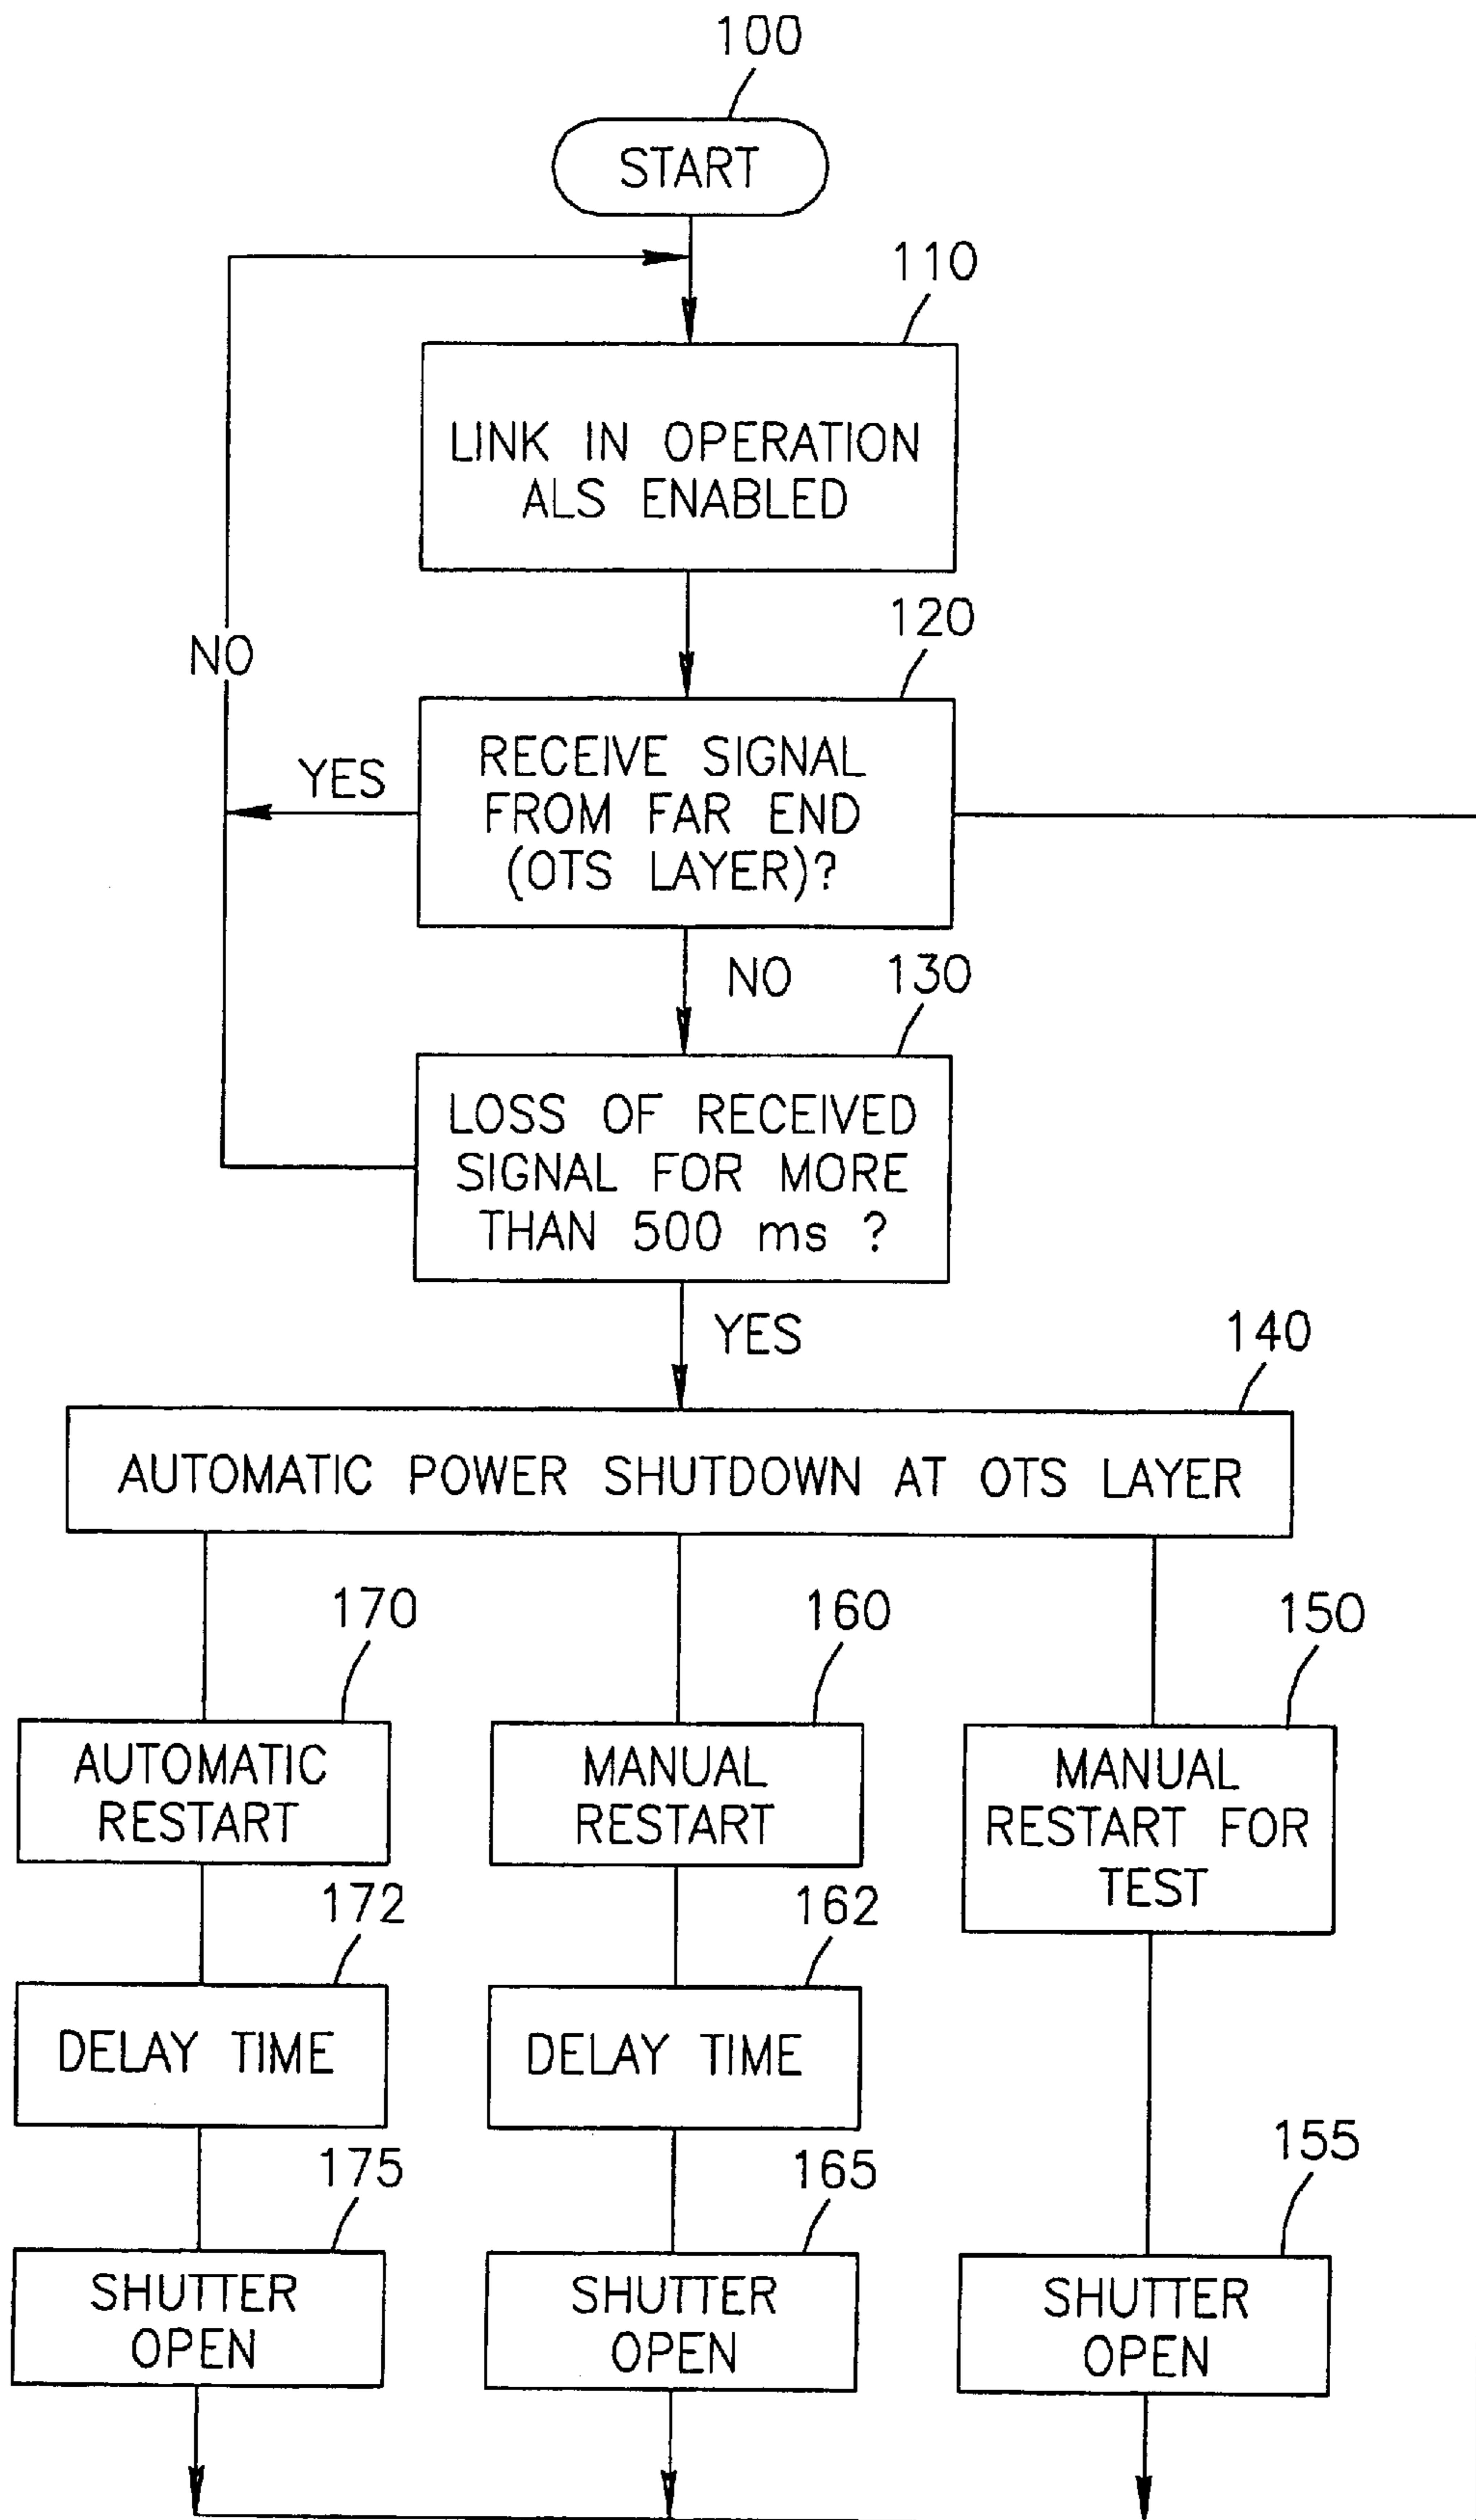 100
START
110
LINK IN OPERATION
ALS ENABLED
NO
120
YES
RECEIVE SIGNAL
FROM FAR END
(OTS LAYER)?
NO
130
LOSS OF RECEIVED
SIGNAL FOR MORE
THAN 500 ms ?
YES
140
AUTOMATIC POWER SHUTDOWN AT OTS LAYER
170
160
150
AUTOMATIC
RESTART
MANUAL
RESTART
MANUAL
RESTART FOR
TEST
172
162
DELAY TIME
DELAY TIME
175
165
155
SHUTTER
OPEN
SHUTTER
OPEN
SHUTTER
OPEN